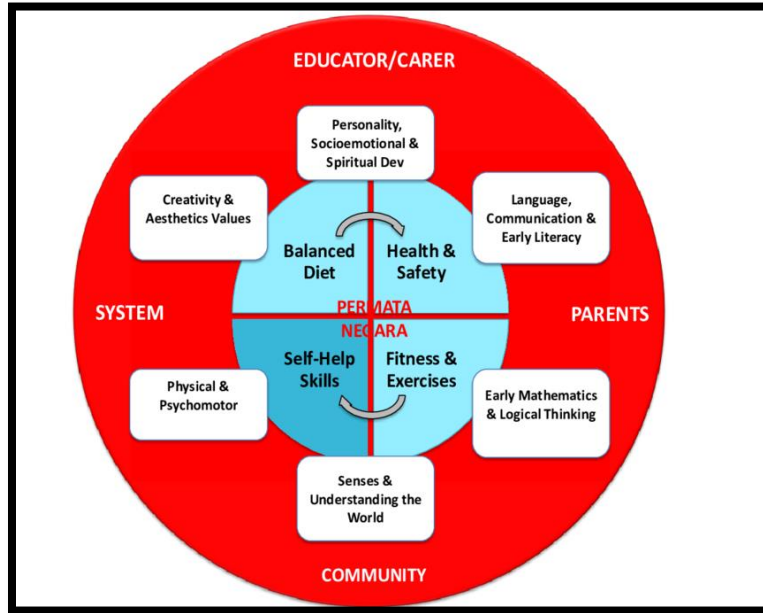 EDUCATOR/CARER
Personality,
Socioemotional &
Spiritual Dev
Creativity &
Aesthetics Values
Language,
Communication &
Early Literacy
Balanced
Diet
Health &
Safety
SYSTEM
PERMATA
NEGARA
PARENTS
Self-Help
Skills
Fitness &
Exercises
Physical &
Psychomotor
Early Mathematics
& Logical Thinking
Senses &
Understanding the
World
COMMUNITY